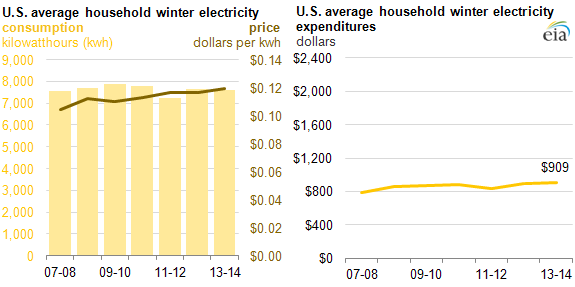 U.S. average household winter electricity
consumption price
kilowatthours (kwh) dollars per kwh
9,000 $0.14
8,000 $0.12
7,000 $0.10
6,000 $0.08
5,000 $0.06
4,000 $0.04
3,000 $0.02
2,000 $0.00
1,000
0
07-08 09-10 11-12 13-14
U.S. average household winter electricity
expenditures
eia
dollars
$2,400
$2,000
$1,600
$1,200
$909
$800
$400
$0
07-08 09-10 11-12 13-14